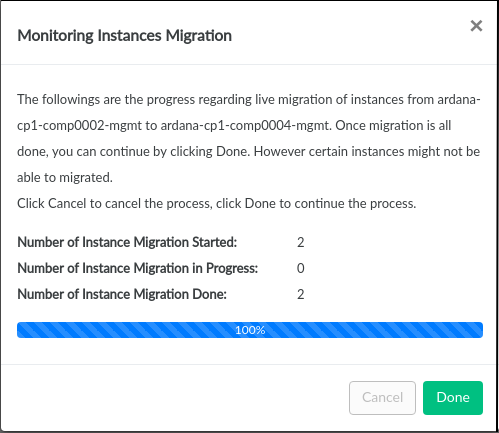 Monitoring Instances Migration
×
The followings are the progress regarding live migration of instances from ardana-
cp1-comp0002-mgmt to ardana-cp1-comp0004-mgmt. Once migration is all
done, you can continue by clicking Done. However certain instances might not be
able to migrated.
Click Cancel to cancel the process, click Done to continue the process.
Number of Instance Migration Started: 2
Number of Instance Migration in Progress: 0
Number of Instance Migration Done: 2
100%
Cancel Done